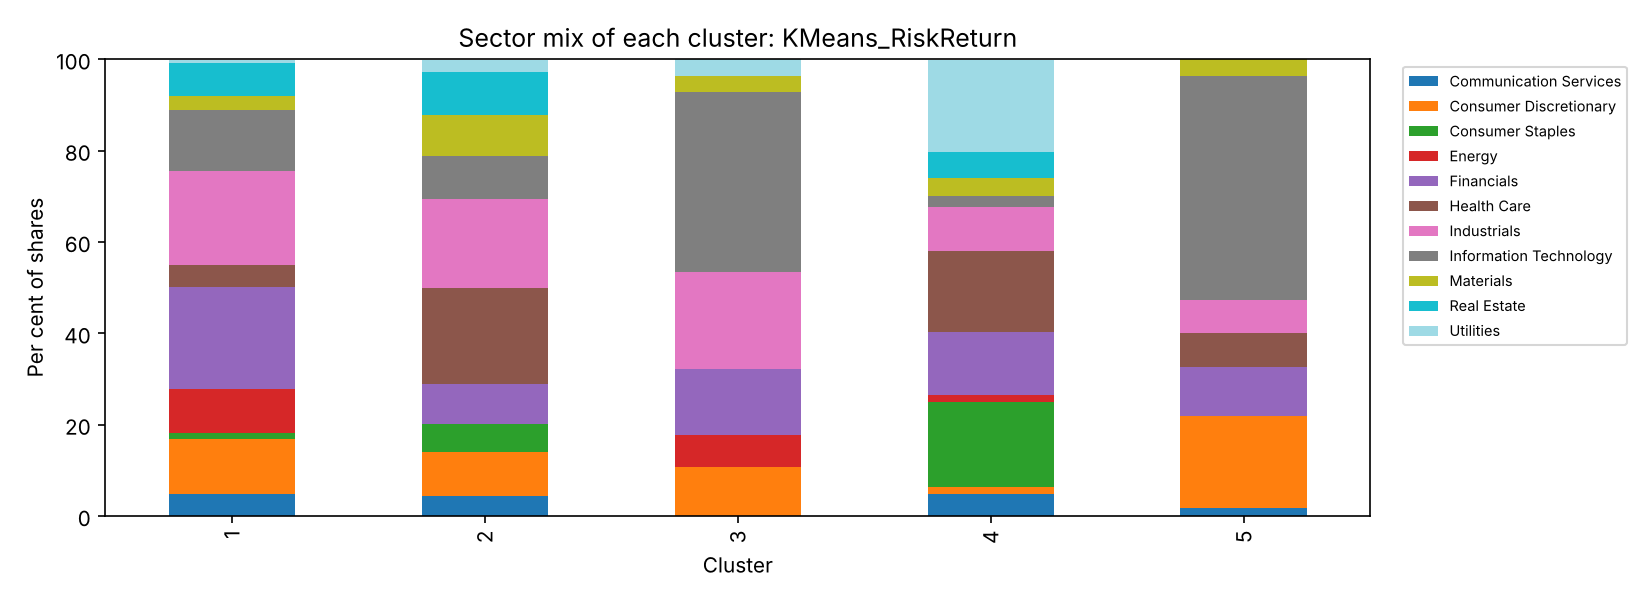 Sector mix of each cluster: KMeans_RiskReturn
100
80
60
40
20
0
Per cent of shares
1
2
3
4
5
Cluster
Communication Services
Consumer Discretionary
Consumer Staples
Energy
Financials
Health Care
Industrials
Information Technology
Materials
Real Estate
Utilities